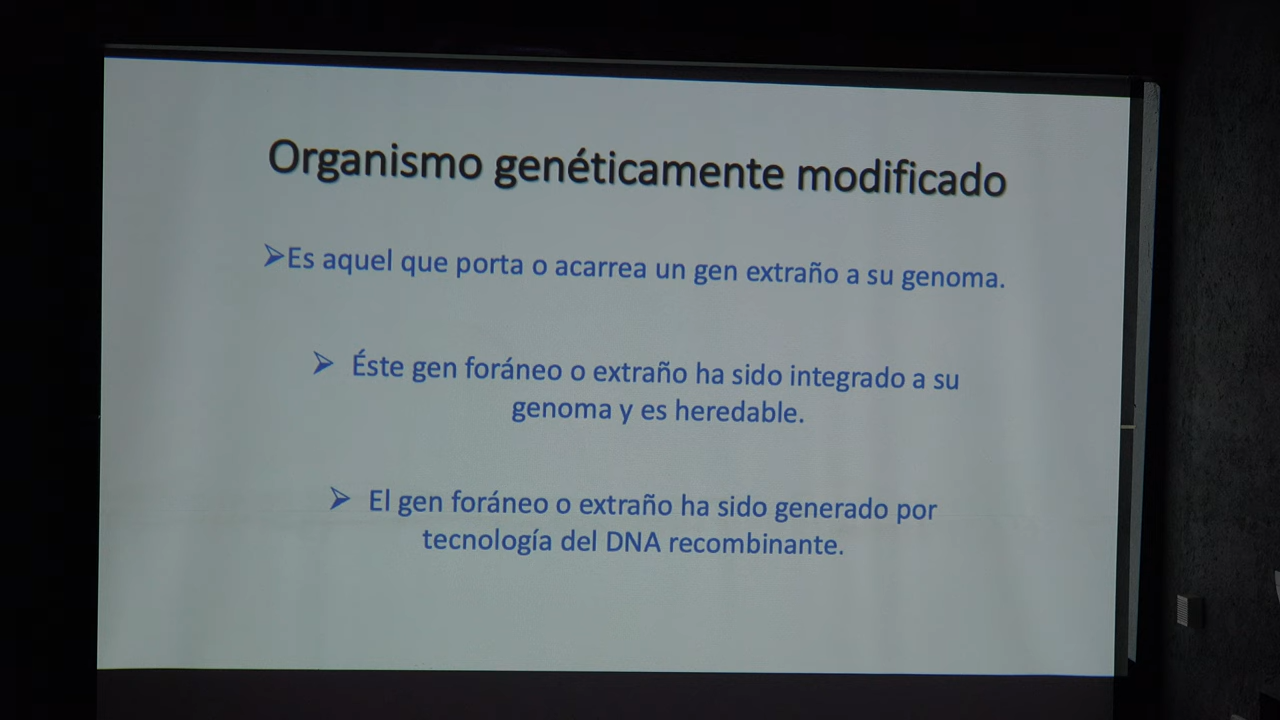 Organismo genéticamente modificado
➢Es aquel que porta o acarrea un gen extraño a su genoma.
➢ Éste gen foráneo o extraño ha sido integrado a su
genoma y es heredable.
➢ El gen foráneo o extraño ha sido generado por
tecnología del DNA recombinante.